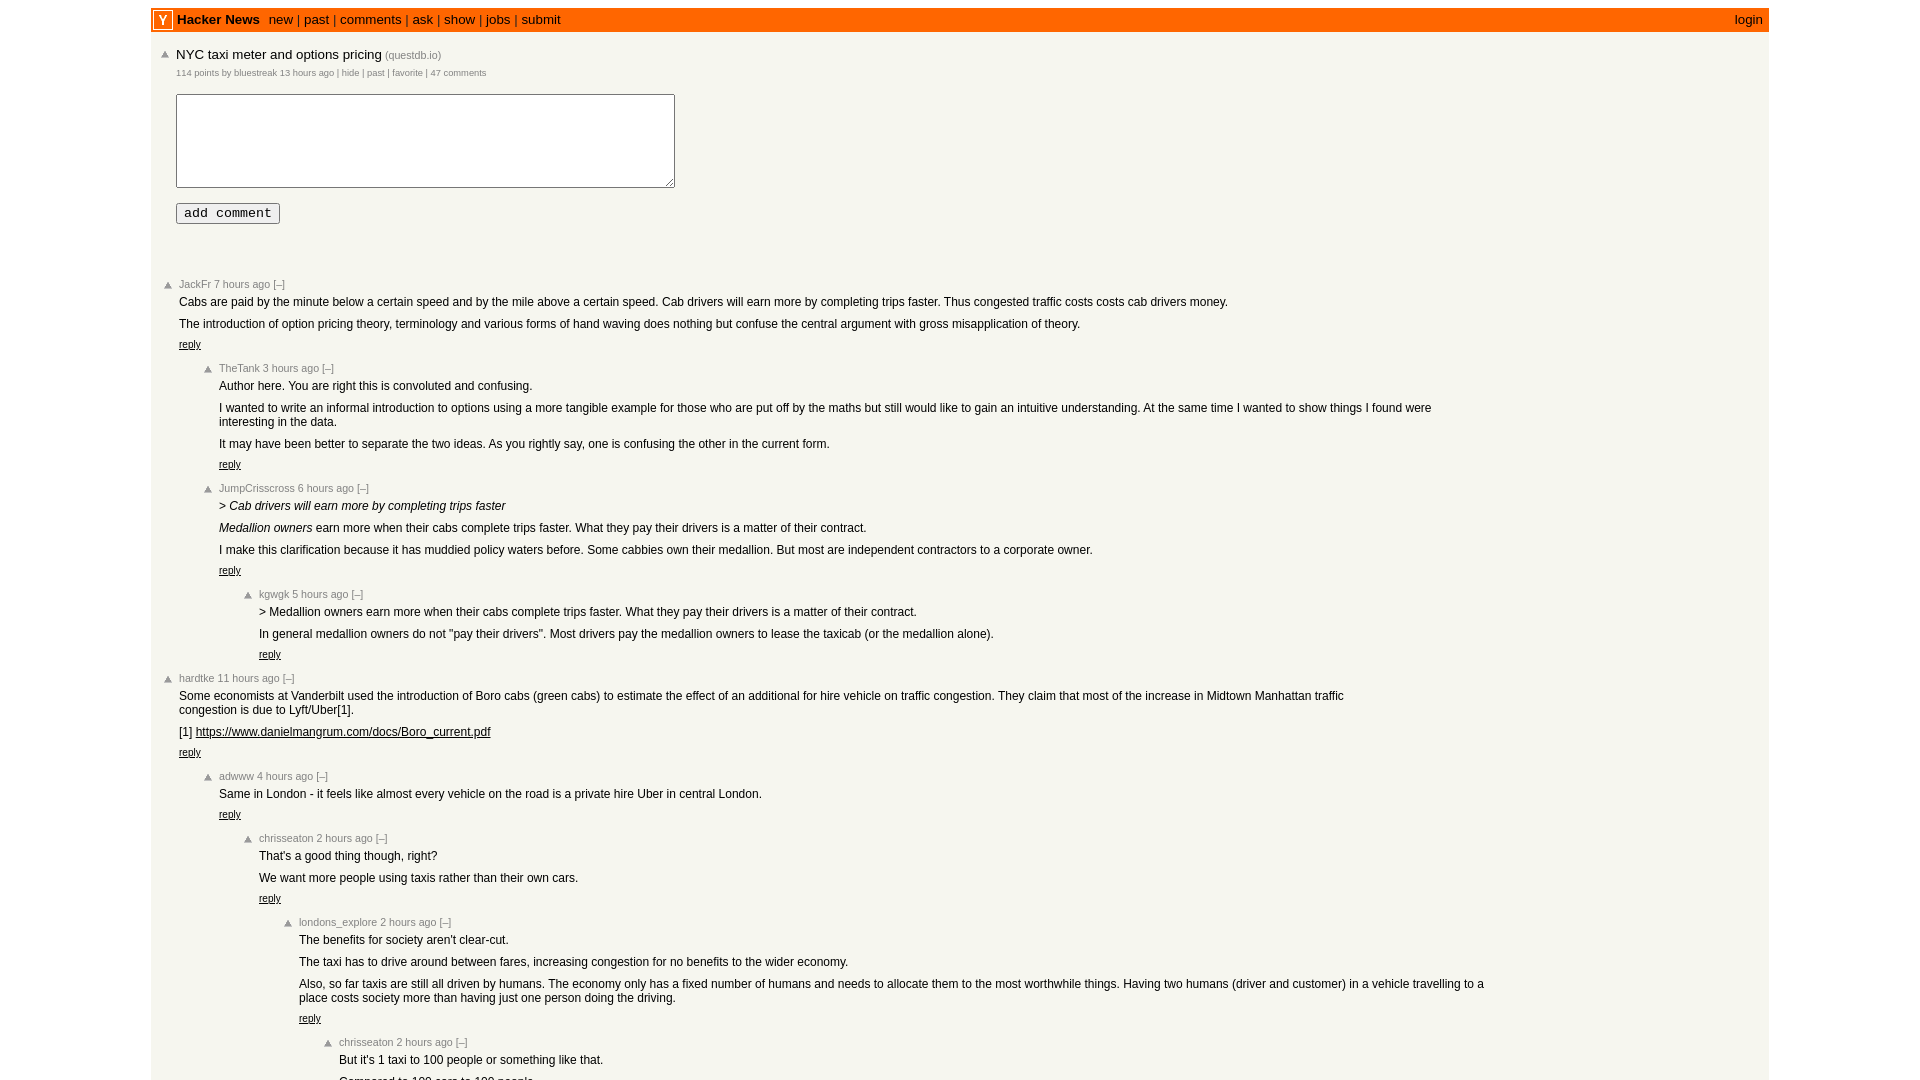 Y Hacker News new | past | comments | ask | show | jobs | submit login
NYC taxi meter and options pricing (questdb.io)
114 points by bluestreak 13 hours ago | hide | past | favorite | 47 comments
add comment
JackFr 7 hours ago [–]
Cabs are paid by the minute below a certain speed and by the mile above a certain speed. Cab drivers will earn more by completing trips faster. Thus congested traffic costs costs cab drivers money.
The introduction of option pricing theory, terminology and various forms of hand waving does nothing but confuse the central argument with gross misapplication of theory.
reply
TheTank 3 hours ago [–]
Author here. You are right this is convoluted and confusing.
I wanted to write an informal introduction to options using a more tangible example for those who are put off by the maths but still would like to gain an intuitive understanding. At the same time I wanted to show things I found were
interesting in the data.
It may have been better to separate the two ideas. As you rightly say, one is confusing the other in the current form.
reply
JumpCrisscross 6 hours ago [–]
> Cab drivers will earn more by completing trips faster
Medallion owners earn more when their cabs complete trips faster. What they pay their drivers is a matter of their contract.
I make this clarification because it has muddied policy waters before. Some cabbies own their medallion. But most are independent contractors to a corporate owner.
reply
kgwgk 5 hours ago [–]
> Medallion owners earn more when their cabs complete trips faster. What they pay their drivers is a matter of their contract.
In general medallion owners do not "pay their drivers". Most drivers pay the medallion owners to lease the taxicab (or the medallion alone).
reply
hardtke 11 hours ago [–]
Some economists at Vanderbilt used the introduction of Boro cabs (green cabs) to estimate the effect of an additional for hire vehicle on traffic congestion. They claim that most of the increase in Midtown Manhattan traffic
congestion is due to Lyft/Uber[1].
[1] https://www.danielmangrum.com/docs/Boro_current.pdf
reply
adwww 4 hours ago [–]
Same in London - it feels like almost every vehicle on the road is a private hire Uber in central London.
reply
chrisseaton 2 hours ago [–]
That's a good thing though, right?
We want more people using taxis rather than their own cars.
reply
londons_explore 2 hours ago [–]
The benefits for society aren't clear-cut.
The taxi has to drive around between fares, increasing congestion for no benefits to the wider economy.
Also, so far taxis are still all driven by humans. The economy only has a fixed number of humans and needs to allocate them to the most worthwhile things. Having two humans (driver and customer) in a vehicle travelling to a
place costs society more than having just one person doing the driving.
reply
chrisseaton 2 hours ago [–]
But it's 1 taxi to 100 people or something like that.
Compared to 100 cars to 100 people.